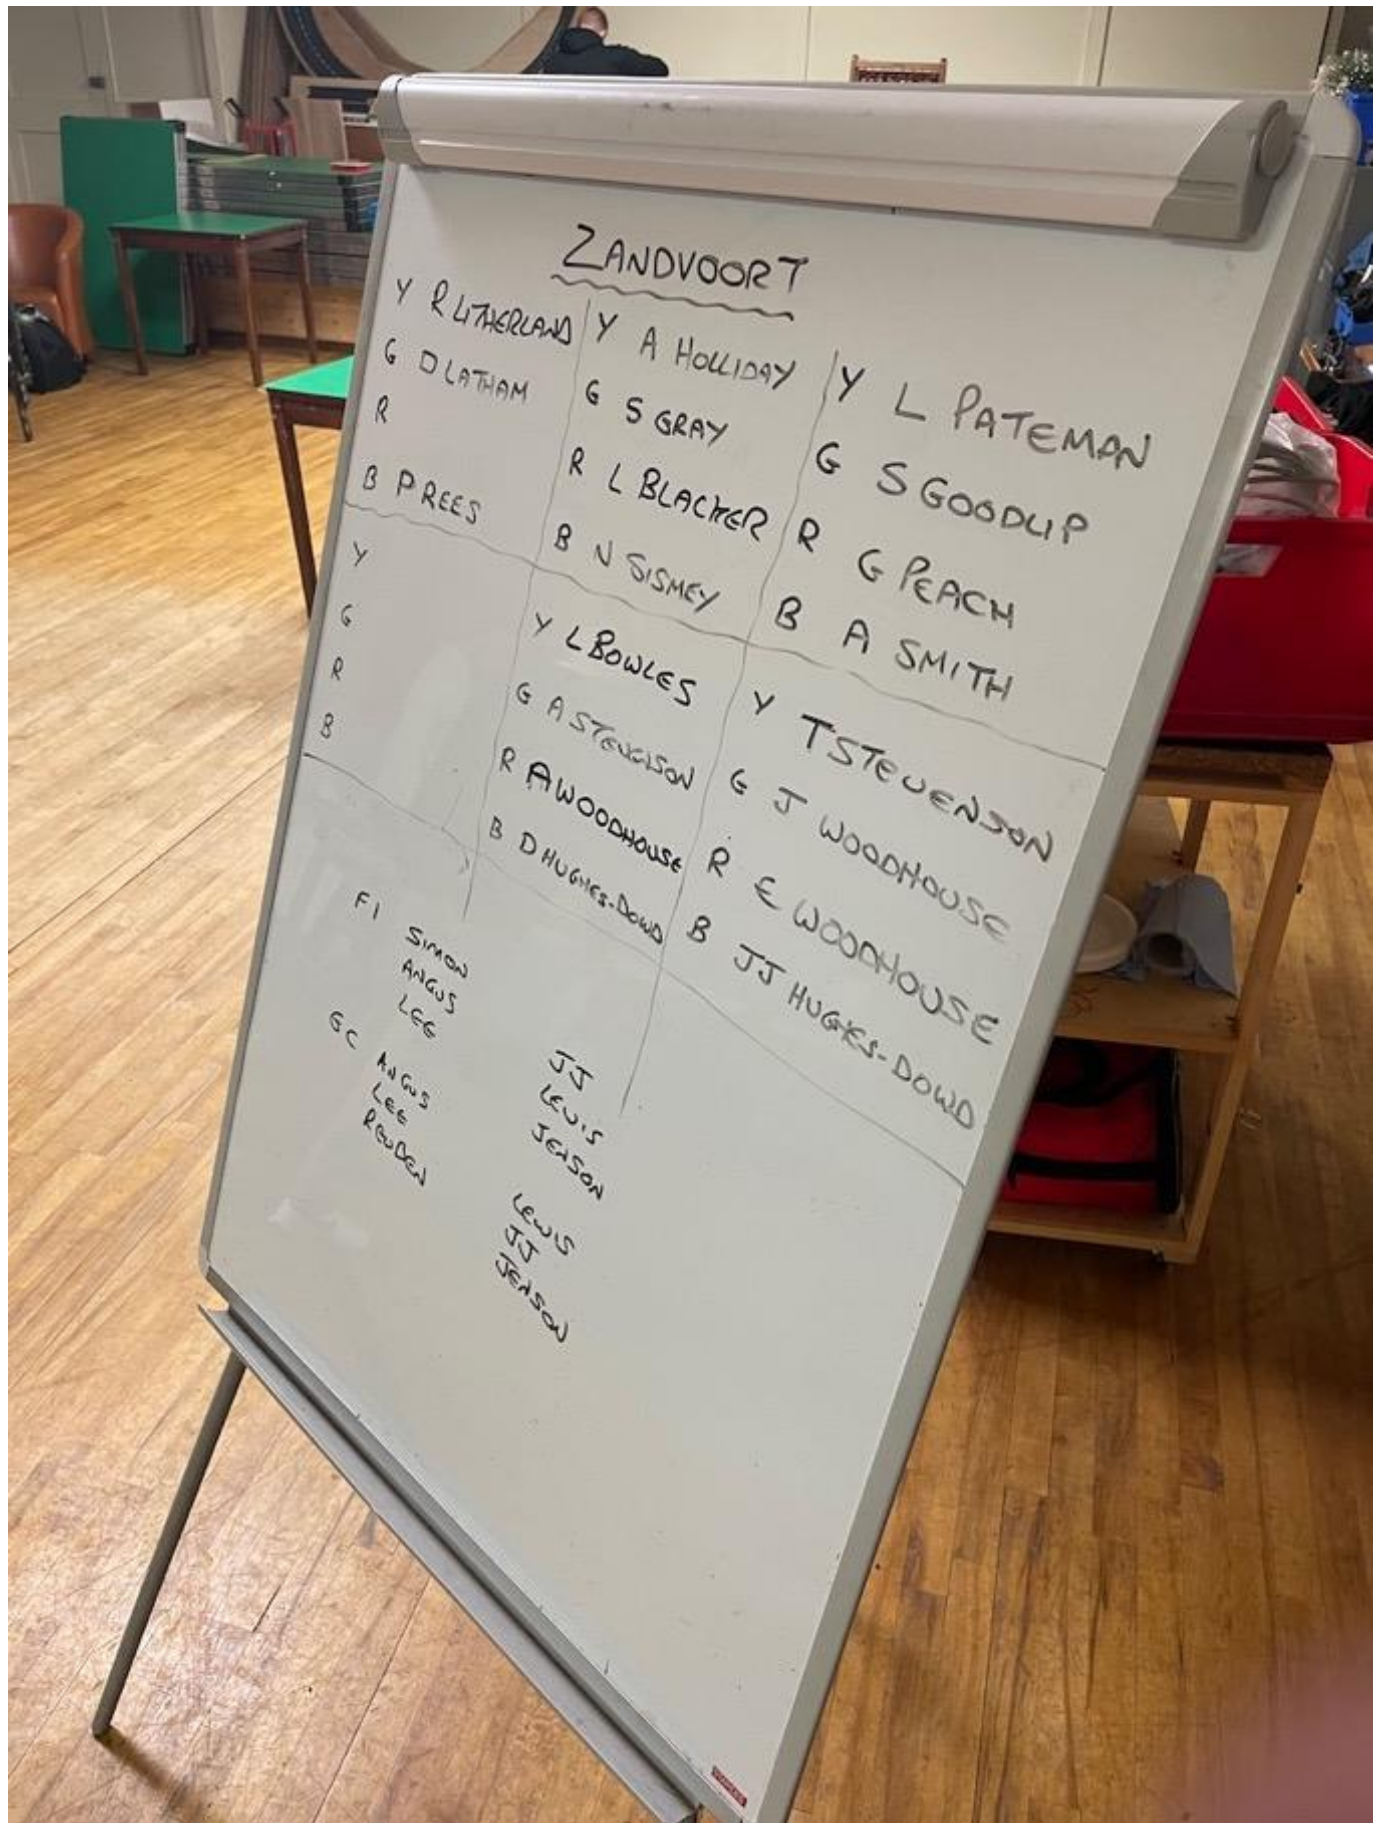 ZANDVOORT
Y R LITHERLAND
G D LATHAM
R
B P REES
Y A HOLLIDAY
G S GRAY
R L BLACKER
B N SISMEY
Y L PATEMAN
G S GOODLIP
R G PEACH
B A SMITH
Y
G
R
B
Y L BOWLES
G A STEVENSON
R A WOODHOUSE
B D HUGHES-DOWD
Y T STEVENSON
G J WOODHOUSE
R E WOODHOUSE
B JJ HUGHES-DOWD
F1 SIMON
ANGUS
LEE
GC ANGUS
LEE
REUBEN
JJ
LEWIS
JENSON
LEWIS
JJ
JENSON